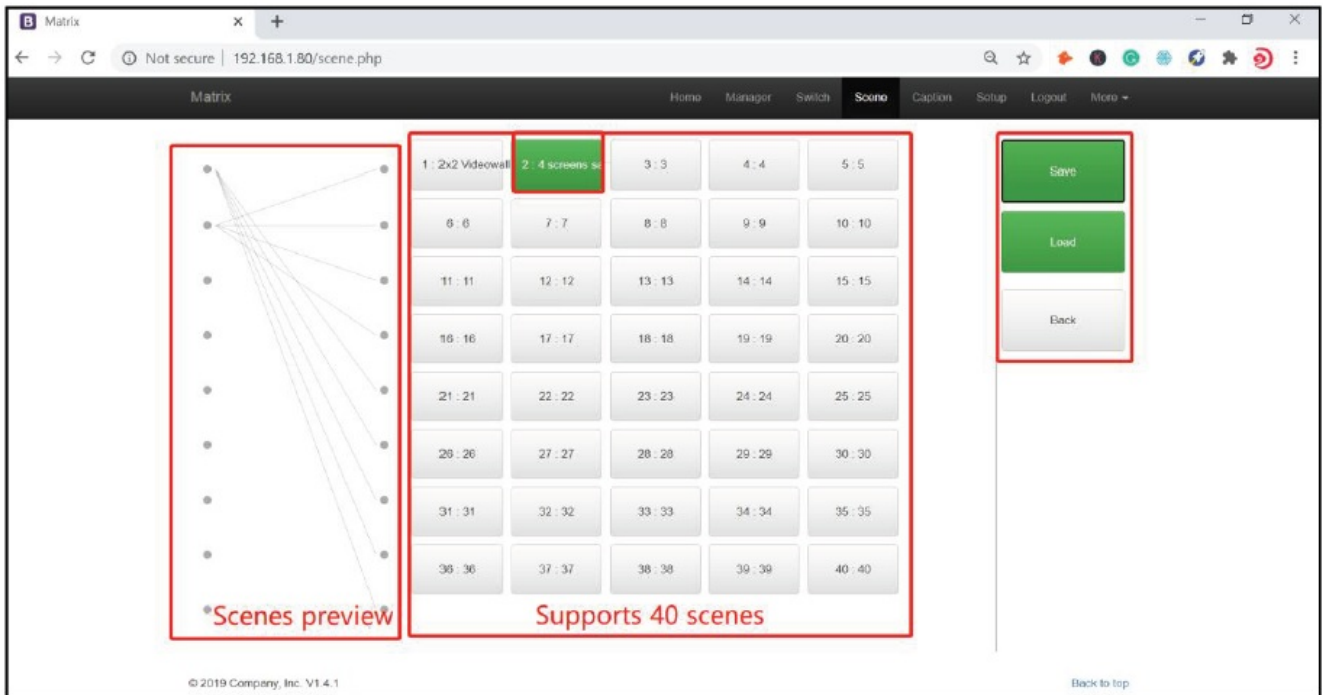 Matrix
Not secure | 192.168.1.80/scene.php
Matrix Home Manager Switch Scene Caption Setup Logout More
1 : 2x2 Videowall 2 : 4 screens sa 3 : 3 4 : 4 5 : 5 Save
6 : 6 7 : 7 8 : 8 9 : 9 10 : 10 Load
11 : 11 12 : 12 13 : 13 14 : 14 15 : 15
16 : 16 17 : 17 18 : 18 19 : 19 20 : 20 Back
21 : 21 22 : 22 23 : 23 24 : 24 25 : 25
26 : 26 27 : 27 28 : 28 29 : 29 30 : 30
31 : 31 32 : 32 33 : 33 34 : 34 35 : 35
36 : 36 37 : 37 38 : 38 39 : 39 40 : 40
Scenes preview Supports 40 scenes
© 2019 Company, Inc. V1.4.1 Back to top